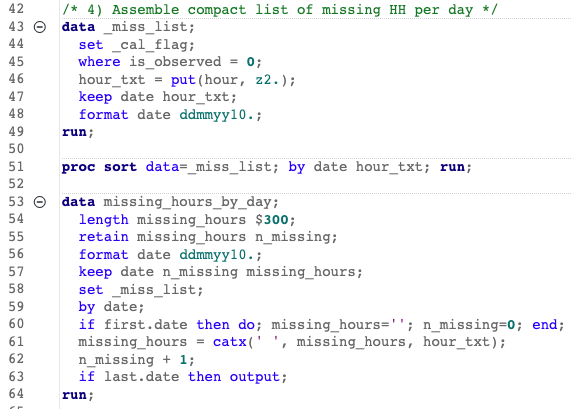 42 /* 4) Assemble compact list of missing HH per day */
43 data _miss_list;
44 set _cal_flag;
45 where is_observed = 0;
46 hour_txt = put(hour, z2.);
47 keep date hour_txt;
48 format date ddmmyy10.;
49 run;
50
51 proc sort data=_miss_list; by date hour_txt; run;
52
53 data missing_hours_by_day;
54 length missing_hours $300;
55 retain missing_hours n_missing;
56 format date ddmmyy10.;
57 keep date n_missing missing_hours;
58 set _miss_list;
59 by date;
60 if first.date then do; missing_hours=''; n_missing=0; end;
61 missing_hours = catx(' ', missing_hours, hour_txt);
62 n_missing + 1;
63 if last.date then output;
64 run;